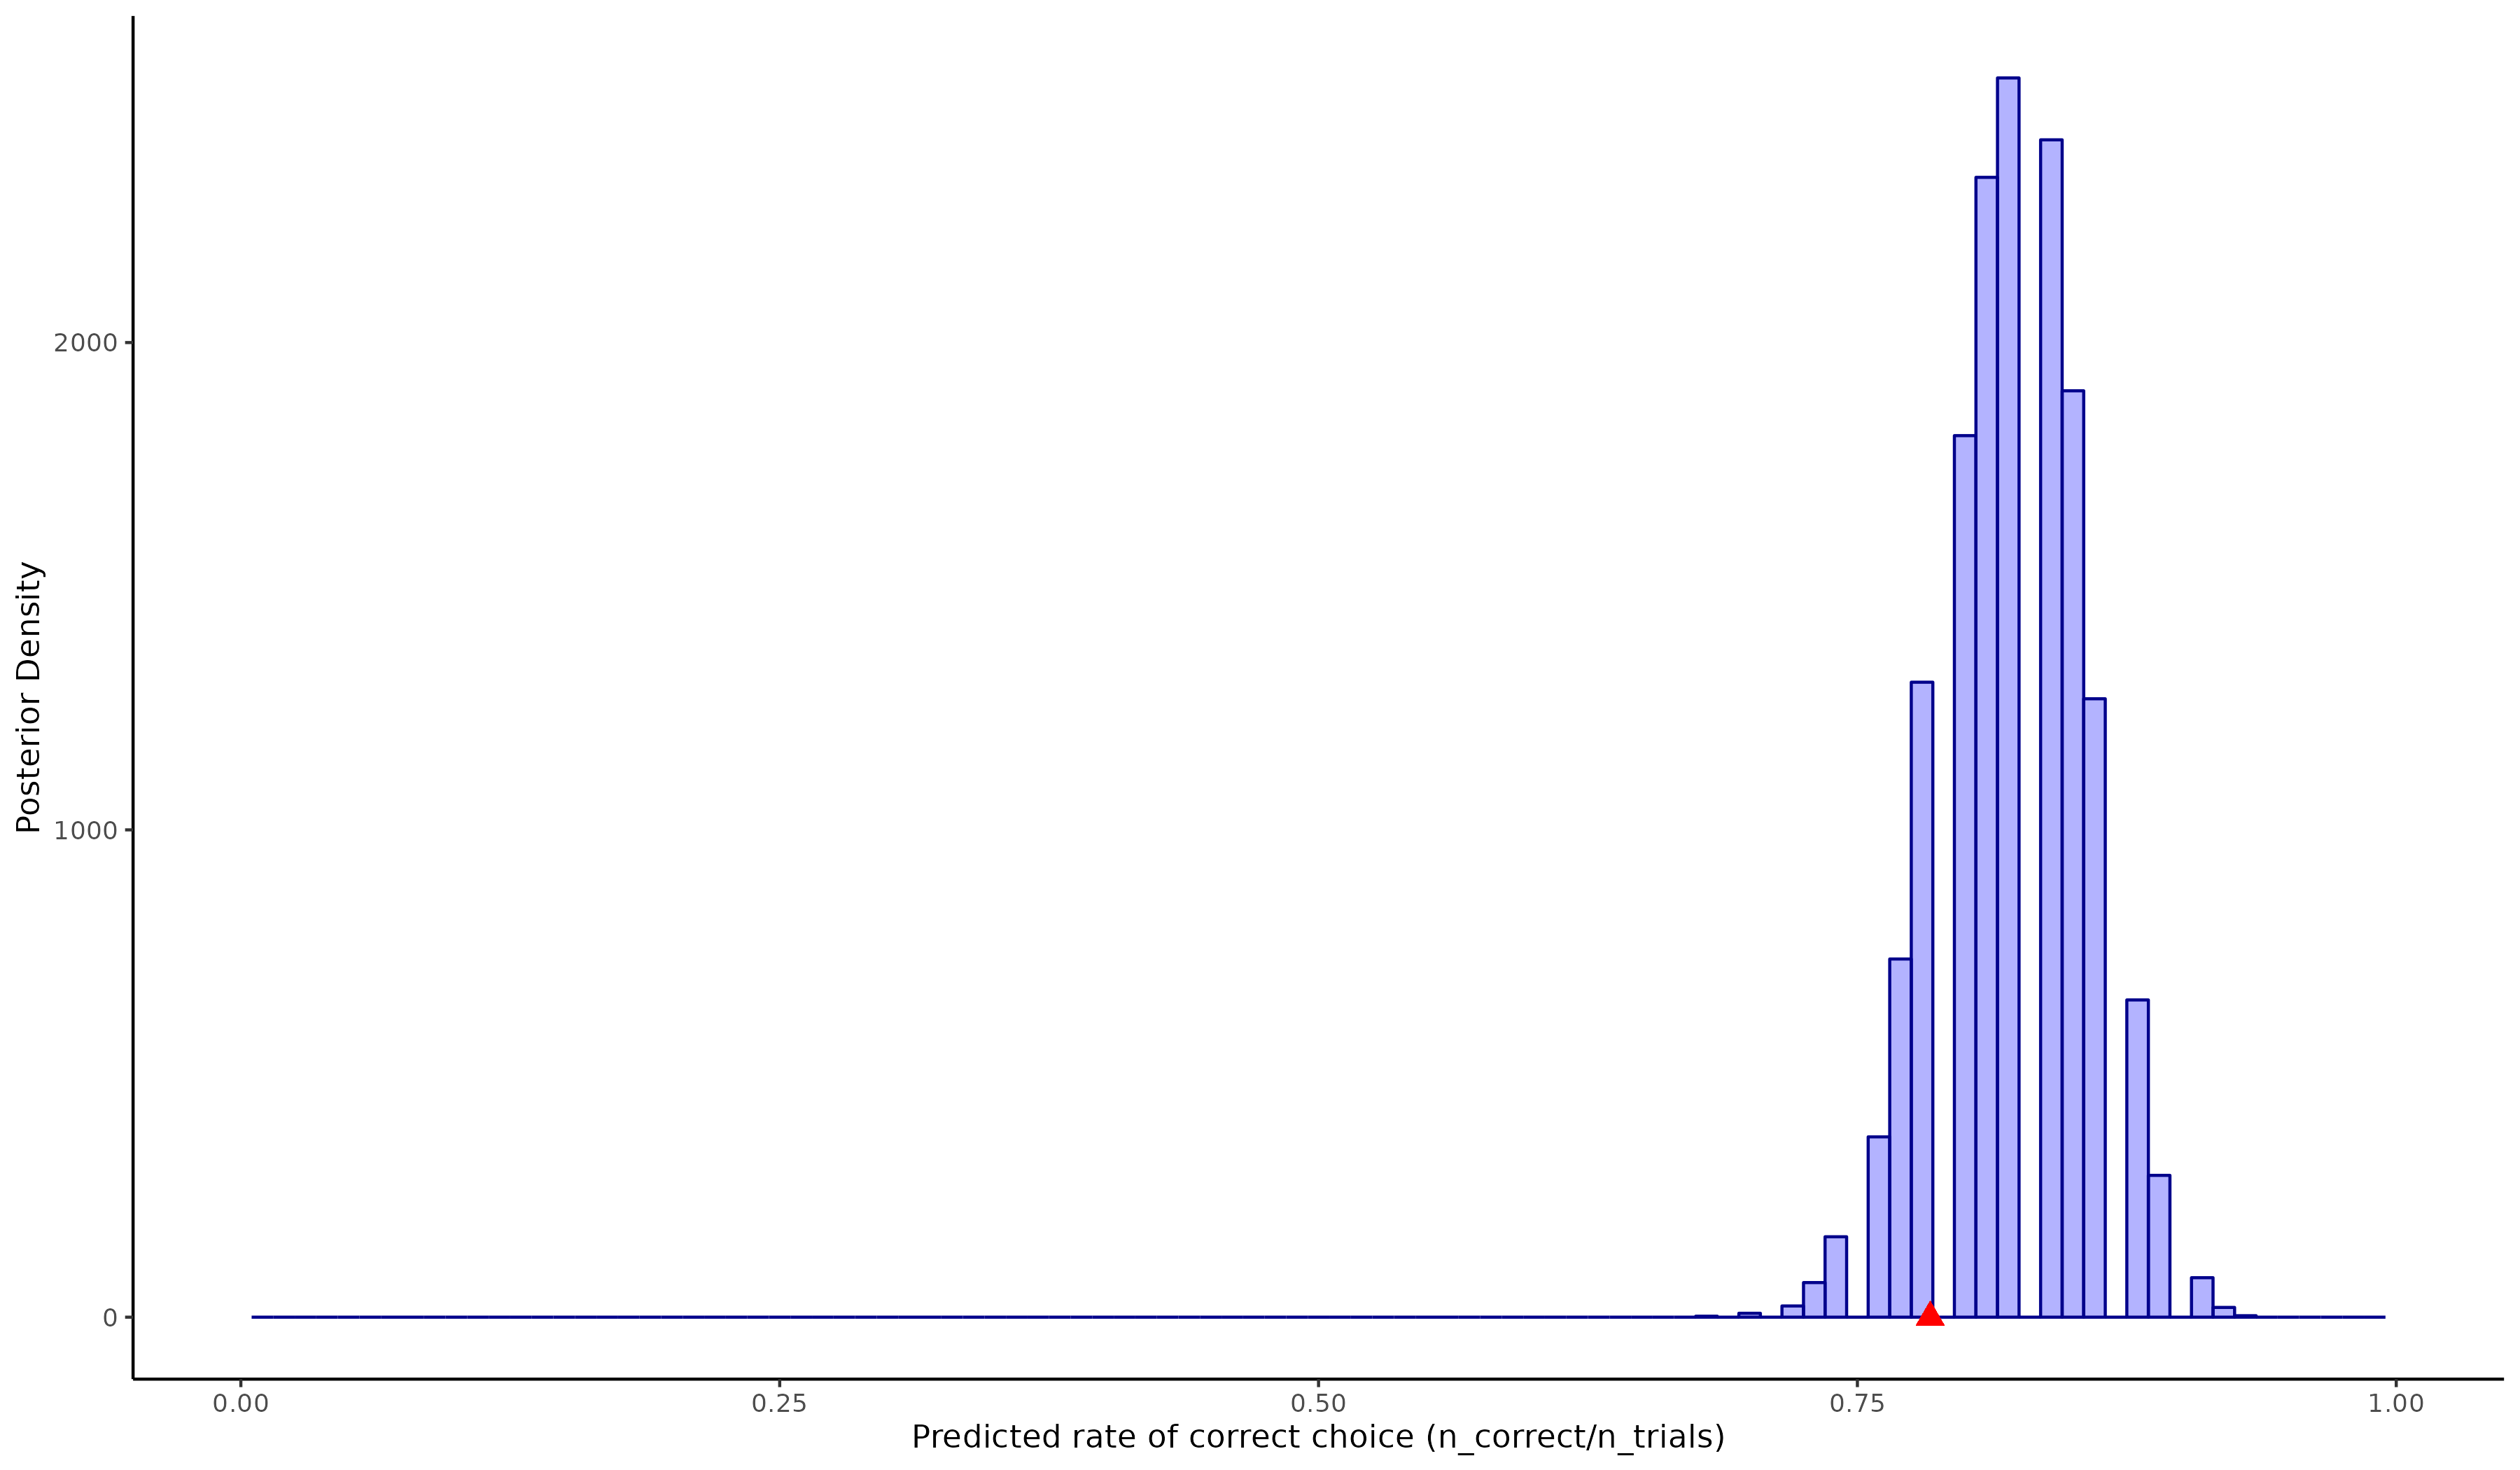 Posterior Density
2000
1000
0
0.00 0.25 0.50 0.75 1.00
Predicted rate of correct choice (n_correct/n_trials)